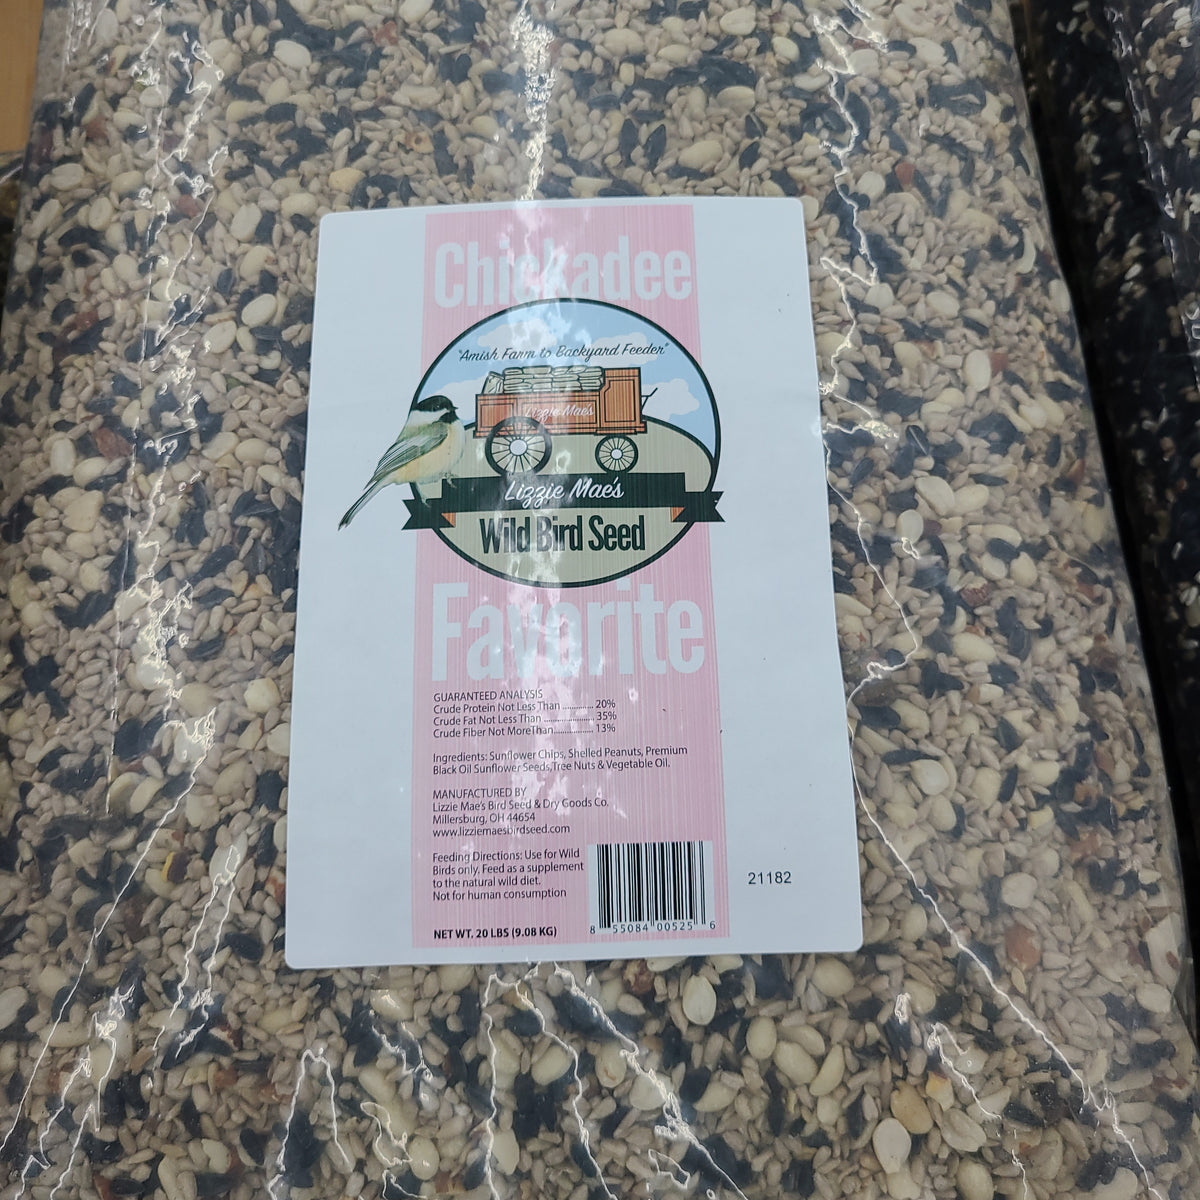 Chickadee
"Amish Farm to Backyard Feeder"
Lizzie Mae's
Lizzie Mae's
Wild Bird Seed
Favorite
GUARANTEED ANALYSIS
Crude Protein Not Less Than ............. 20%
Crude Fat Not Less Than ..................... 35%
Crude Fiber Not MoreThan................ 13%
Ingredients: Sunflower Chips, Shelled Peanuts, Premium
Black Oil Sunflower Seeds,Tree Nuts & Vegetable Oil.
MANUFACTURED BY
Lizzie Mae's Bird Seed & Dry Goods Co.
Millersburg, OH 44654
www.lizziemaesbirdseed.com
Feeding Directions: Use for Wild
Birds only. Feed as a supplement
to the natural wild diet.
Not for human consumption
NET WT. 20 LBS (9.08 KG)
8 55084 00525 6
21182